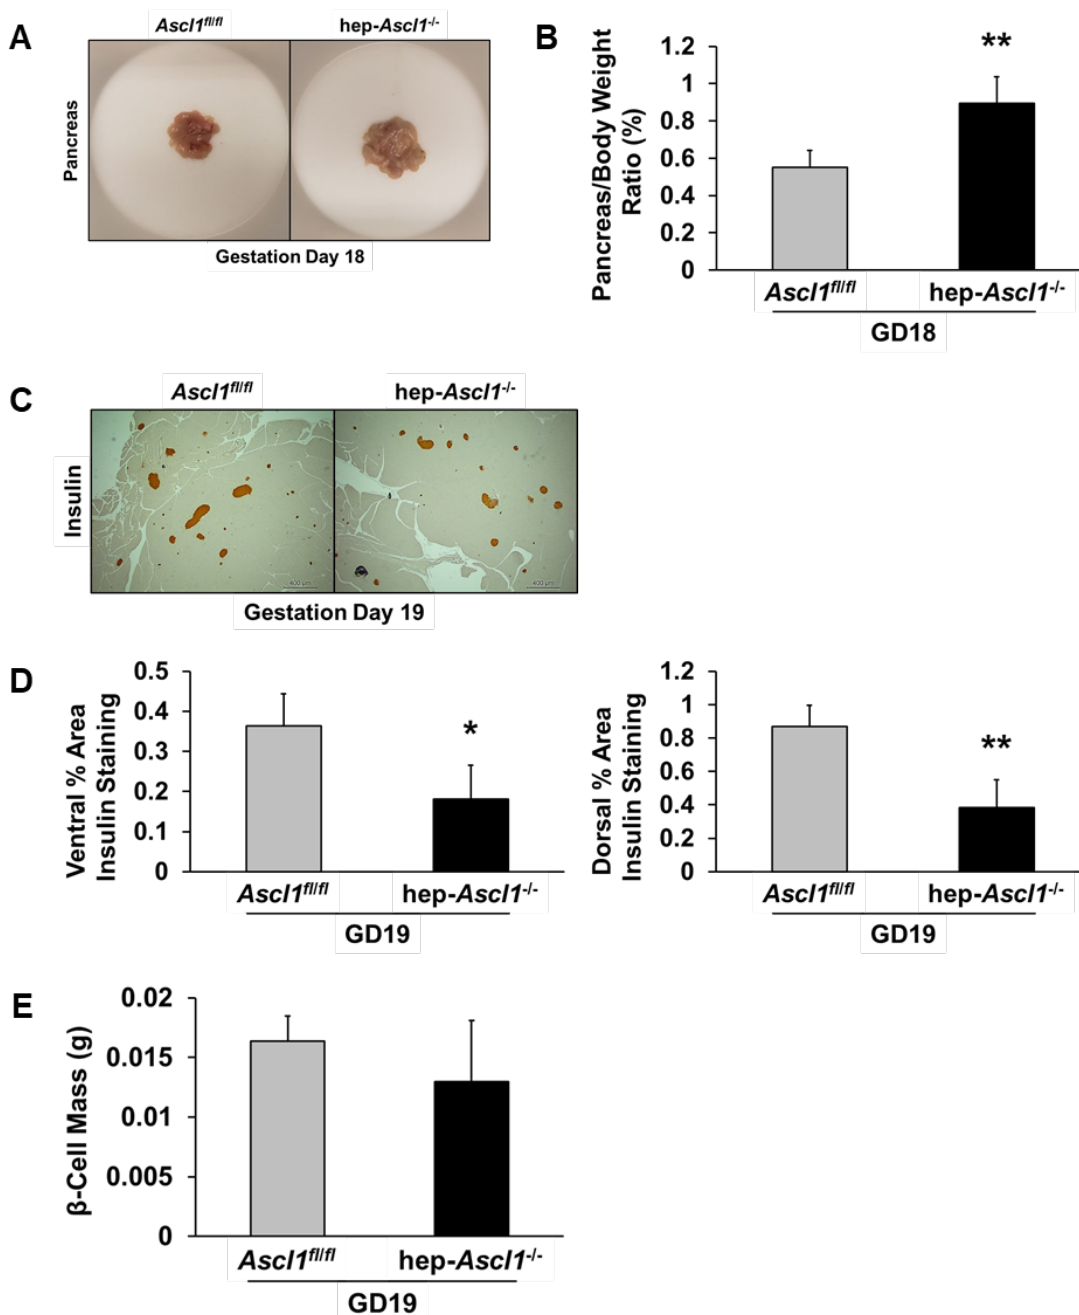 A
Ascl1fl/fl
hep-Ascl1-/-
Pancreas
Gestation Day 18
B
Pancreas/Body Weight
Ratio (%)
1.2
1
0.8
0.6
0.4
0.2
0
**
Ascl1fl/fl
hep-Ascl1-/-
GD18
C
Ascl1fl/fl
hep-Ascl1-/-
Insulin
400 µm
400 µm
Gestation Day 19
D
Ventral % Area
Insulin Staining
0.5
0.4
0.3
0.2
0.1
0
*
Ascl1fl/fl
hep-Ascl1-/-
GD19
Dorsal % Area
Insulin Staining
1.2
1
0.8
0.6
0.4
0.2
0
**
Ascl1fl/fl
hep-Ascl1-/-
GD19
E
β-Cell Mass (g)
0.02
0.015
0.01
0.005
0
Ascl1fl/fl
hep-Ascl1-/-
GD19